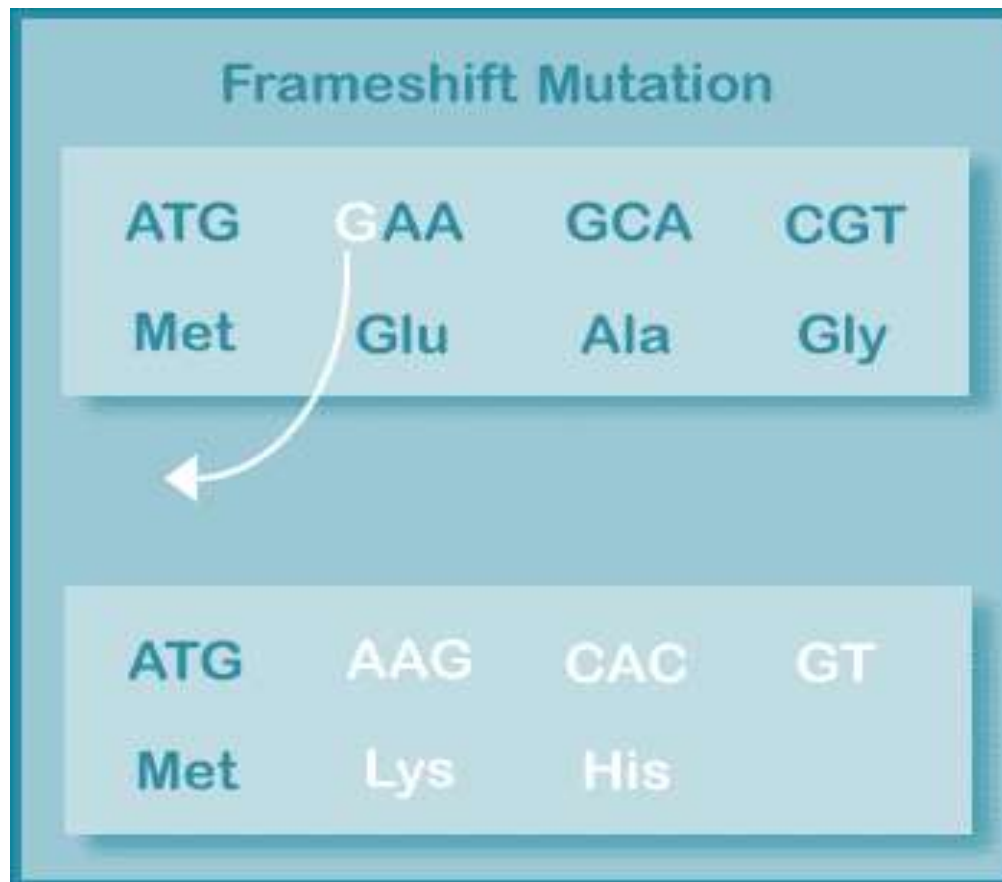 Frameshift Mutation
ATG GAA GCA CGT
Met Glu Ala Gly
ATG AAG CAC GT
Met Lys His